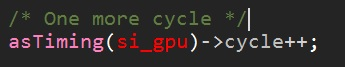 /* One more cycle */
asTiming(si_gpu)->cycle++;